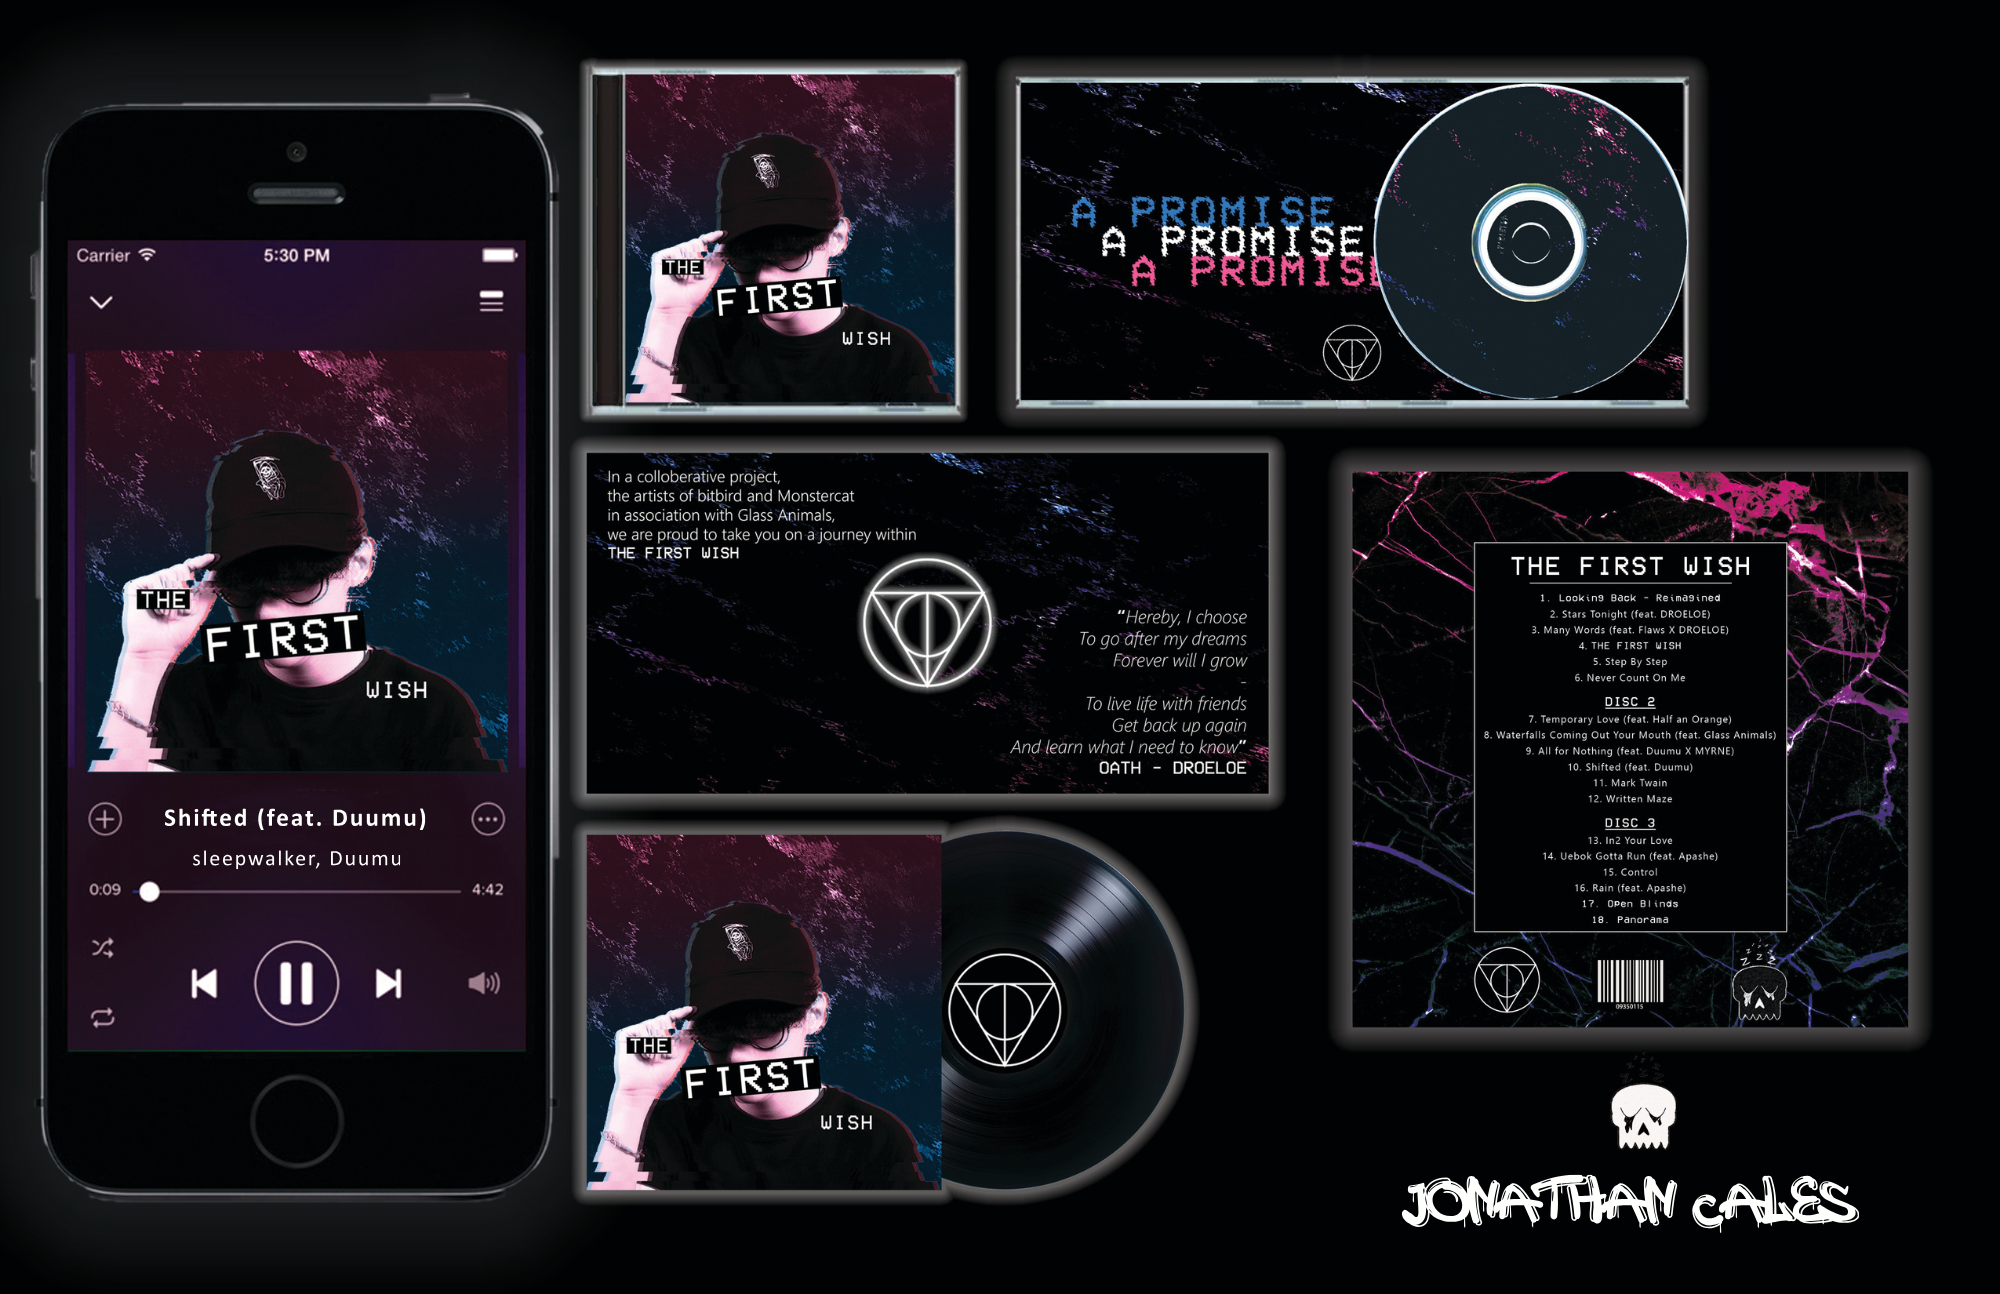 Carrier
5:30 PM
THE
FIRST
WISH
Shifted (feat. Duumu)
sleepwalker, Duumu
0:09
4:42
THE
FIRST
WISH
A PROMISE
A PROMISE
A PROMISE
In a colloberative project,
the artists of bitbird and Monstercat
in association with Glass Animals,
we are proud to take you on a journey within
THE FIRST WISH
"Hereby, I choose
To go after my dreams
Forever will I grow
-
To live life with friends
Get back up again
And learn what I need to know"
OATH - DROELOE
THE
FIRST
WISH
THE FIRST WISH
1. Looking Back - Reimagined
2. Stars Tonight (feat. DROELOE)
3. Many Words (feat. Flaws X DROELOE)
4. THE FIRST WISH
5. Step By Step
6. Never Count On Me
DISC 2
7. Temporary Love (feat. Half an Orange)
8. Waterfalls Coming Out Your Mouth (feat. Glass Animals)
9. All for Nothing (feat. Duumu X MYRNE)
10. Shifted (feat. Duumu)
11. Mark Twain
12. Written Maze
DISC 3
13. In2 Your Love
14. Uebok Gotta Run (feat. Apashe)
15. Control
16. Rain (feat. Apashe)
17. Open Blinds
18. Panorama
z z z z z
09350115
JONATHAN CALES